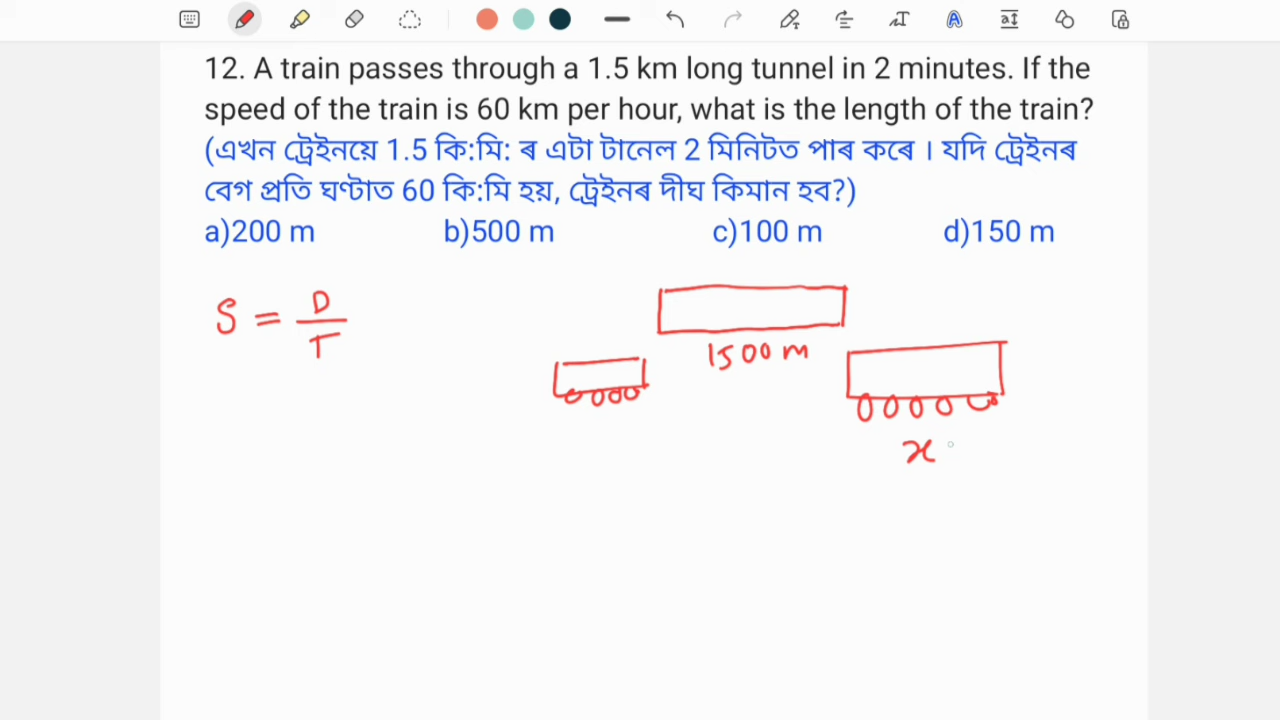 12. A train passes through a 1.5 km long tunnel in 2 minutes. If the
speed of the train is 60 km per hour, what is the length of the train?
(এখন ট্ৰেইনয়ে 1.5 কি:মি: ৰ এটা টানেল 2 মিনিটত পাৰ কৰে । যদি ট্ৰেইনৰ
বেগ প্ৰতি ঘণ্টাত 60 কি:মি হয়, ট্ৰেইনৰ দীঘ কিমান হব?)
a)200 m b)500 m c)100 m d)150 m
S = D/T
1500 m
x